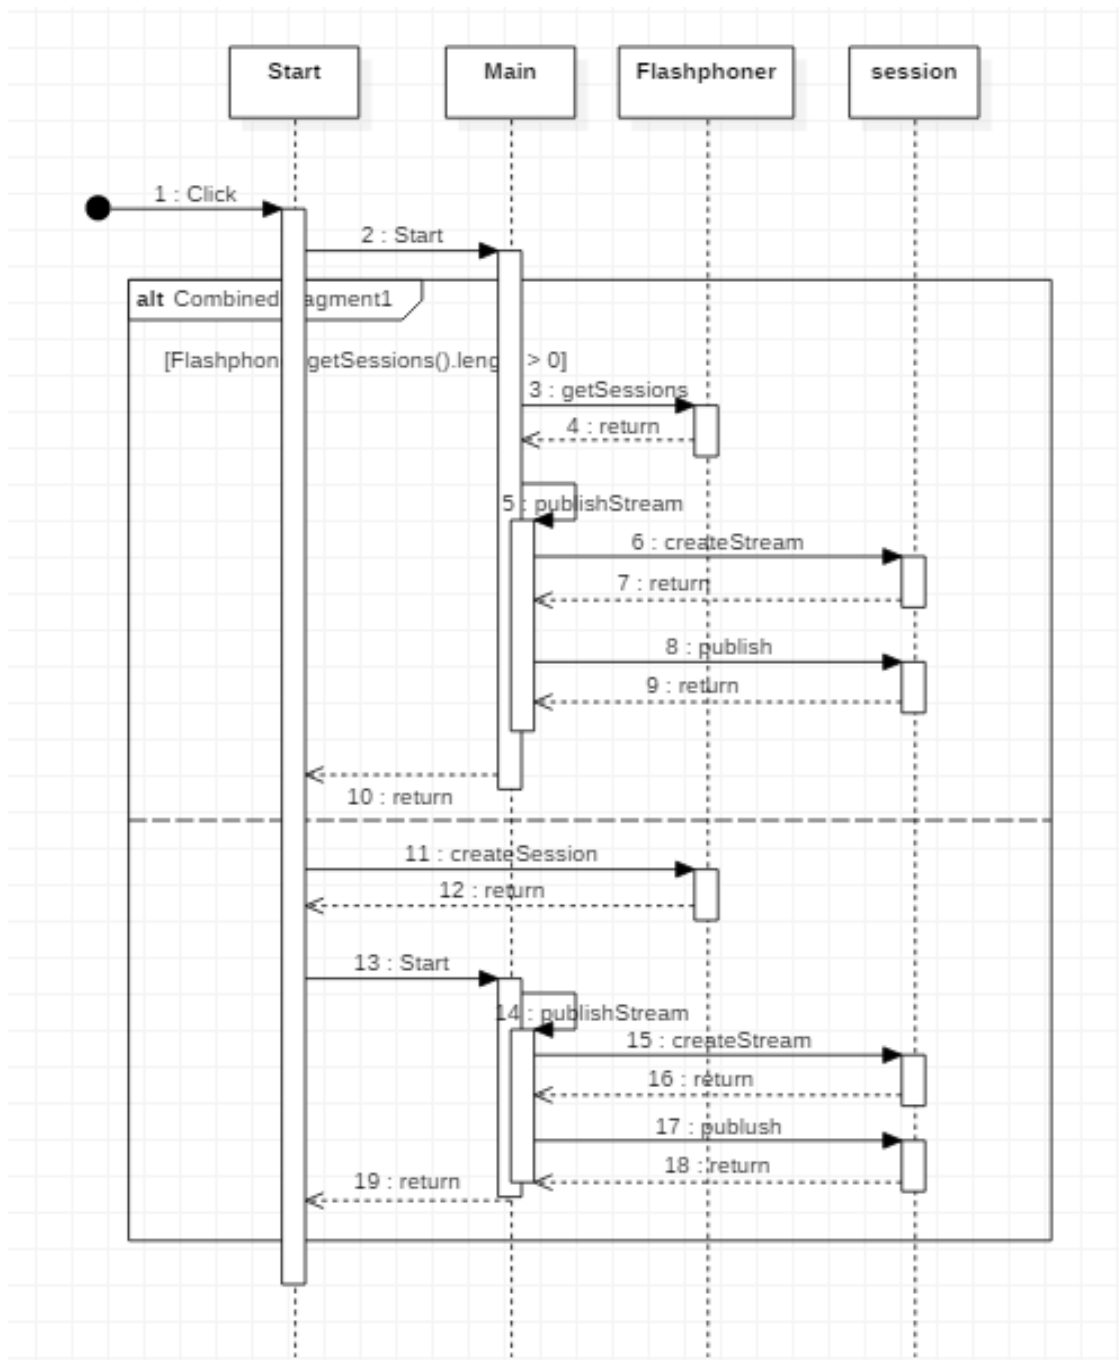 Start
Main
Flashphoner
session
1 : Click
2 : Start
alt Combined agment1
[Flashphon getSessions().leng > 0]
3 : getSessions
4 : return
5 : publishStream
6 : createStream
7 : return
8 : publish
9 : return
10 : return
11 : createSession
12 : return
13 : Start
14 : publishStream
15 : createStream
16 : return
17 : publush
18 : return
19 : return